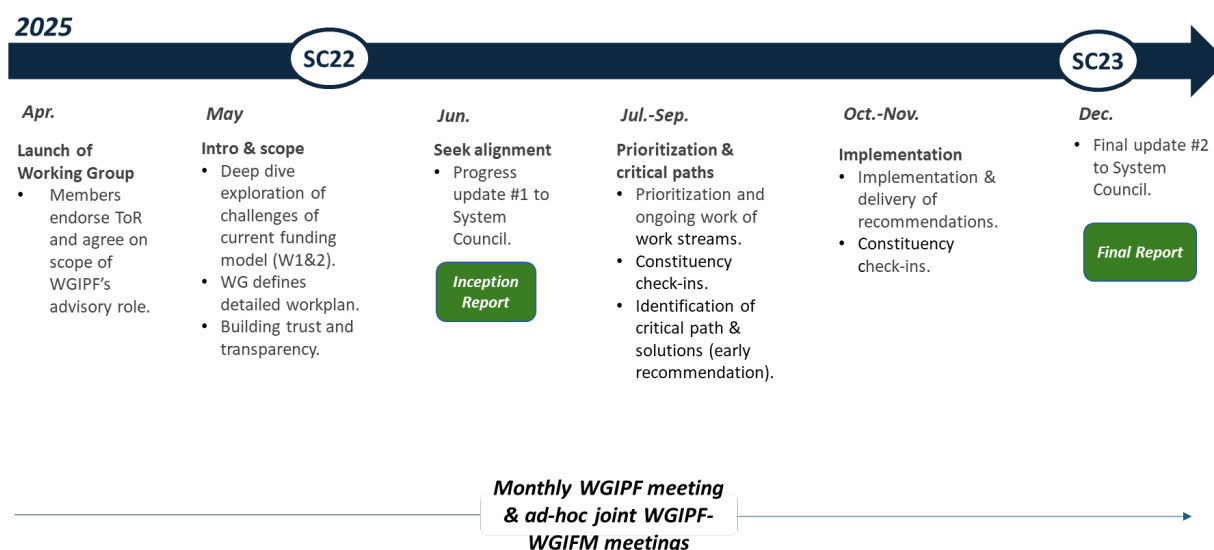 2025
SC22
SC23
Apr.
Launch of
Working Group
• Members
endorse ToR
and agree on
scope of
WGIPF’s
advisory role.
May
Intro & scope
• Deep dive
exploration of
challenges of
current funding
model (W1&2).
• WG defines
detailed workplan.
• Building trust and
transparency.
Jun.
Seek alignment
• Progress
update #1 to
System
Council.
Inception
Report
Jul.-Sep.
Prioritization &
critical paths
• Prioritization and
ongoing work of
work streams.
• Constituency
check-ins.
• Identification of
critical path &
solutions (early
recommendation).
Oct.-Nov.
Implementation
• Implementation &
delivery of
recommendations.
• Constituency
check-ins.
Dec.
• Final update #2
to System
Council.
Final Report
Monthly WGIPF meeting
& ad-hoc joint WGIPF-
WGIFM meetings